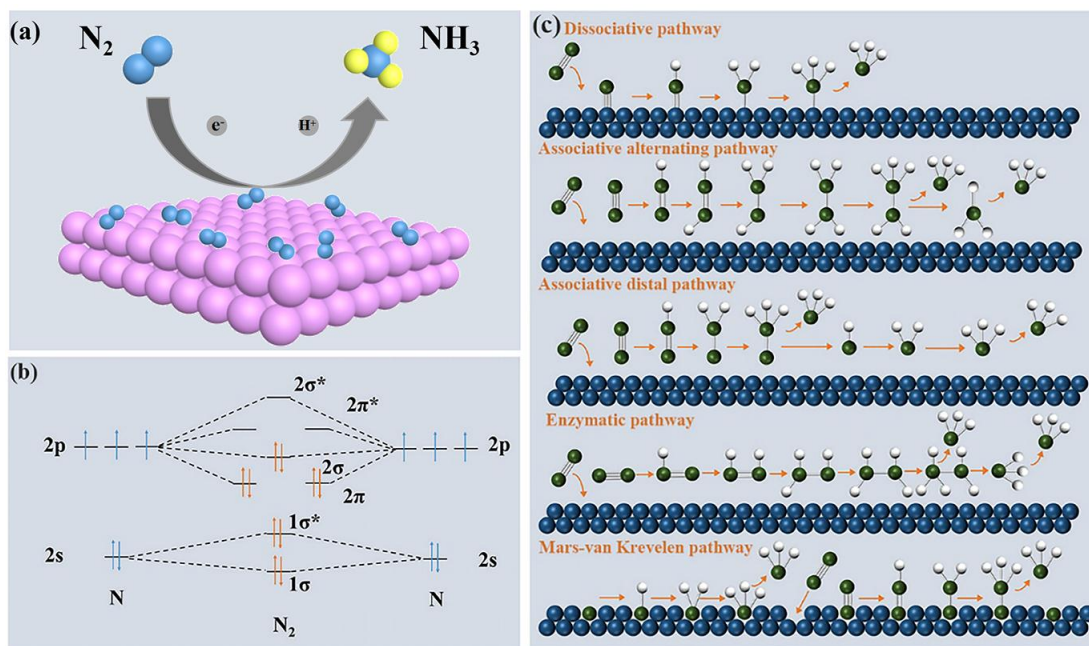 (a)
N₂
NH₃
e⁻
H⁺
(b)
2σ*
2π*
2p
2p
2σ
2π
1σ*
2s
2s
1σ
N
N
N₂
(c)
Dissociative pathway
Associative alternating pathway
Associative distal pathway
Enzymatic pathway
Mars-van Krevelen pathway